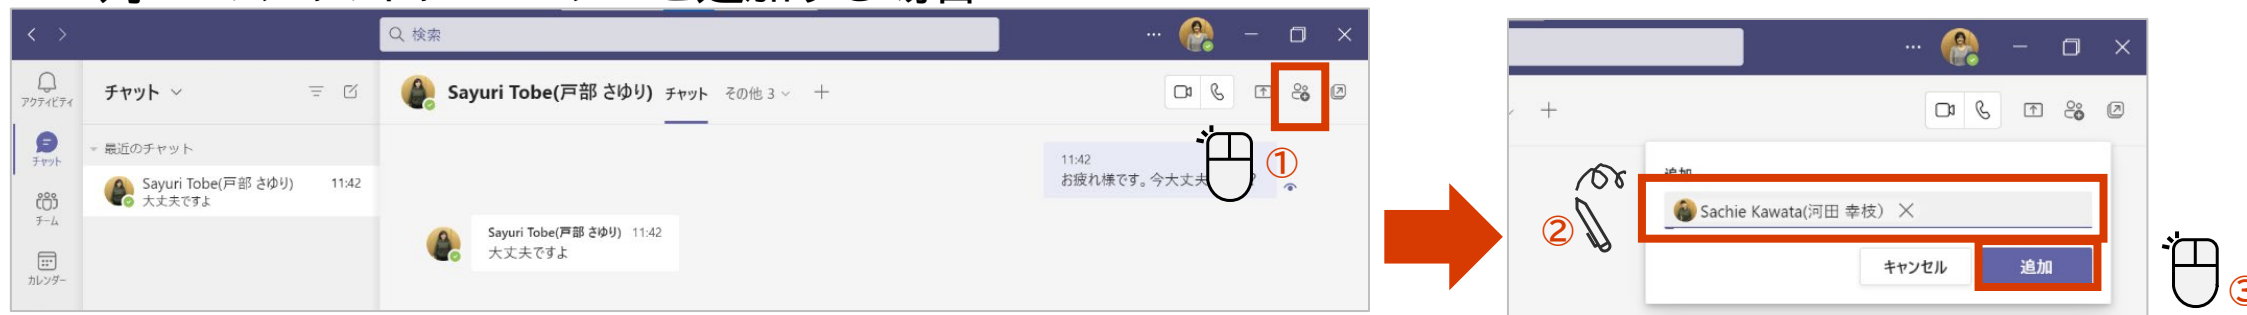 検索
アクティビティ
チャット
チーム
カレンダー
チャット
最近のチャット
Sayuri Tobe(戸部 さゆり) 11:42
大丈夫ですよ
Sayuri Tobe(戸部 さゆり) チャット その他 3
11:42
お疲れ様です。今大丈夫
Sayuri Tobe(戸部 さゆり) 11:42
大丈夫ですよ
①
②
Sachie Kawata(河田 幸枝)
キャンセル 追加